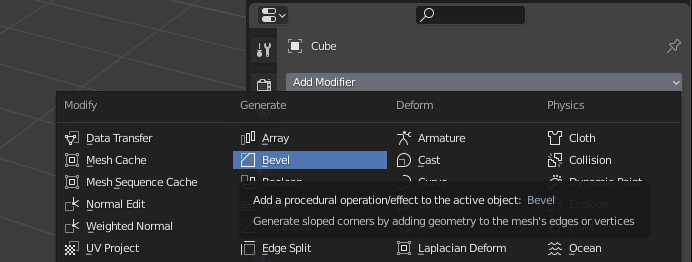 Cube
Add Modifier
Modify Generate Deform Physics
Data Transfer Array Armature Cloth
Mesh Cache Bevel Cast Collision
Mesh Sequence Cache Boolean Curve Dynamic Paint
Normal Edit Explode
Add a procedural operation/effect to the active object: Bevel
Weighted Normal
Generate sloped corners by adding geometry to the mesh's edges or vertices
UV Project Edge Split Laplacian Deform Ocean